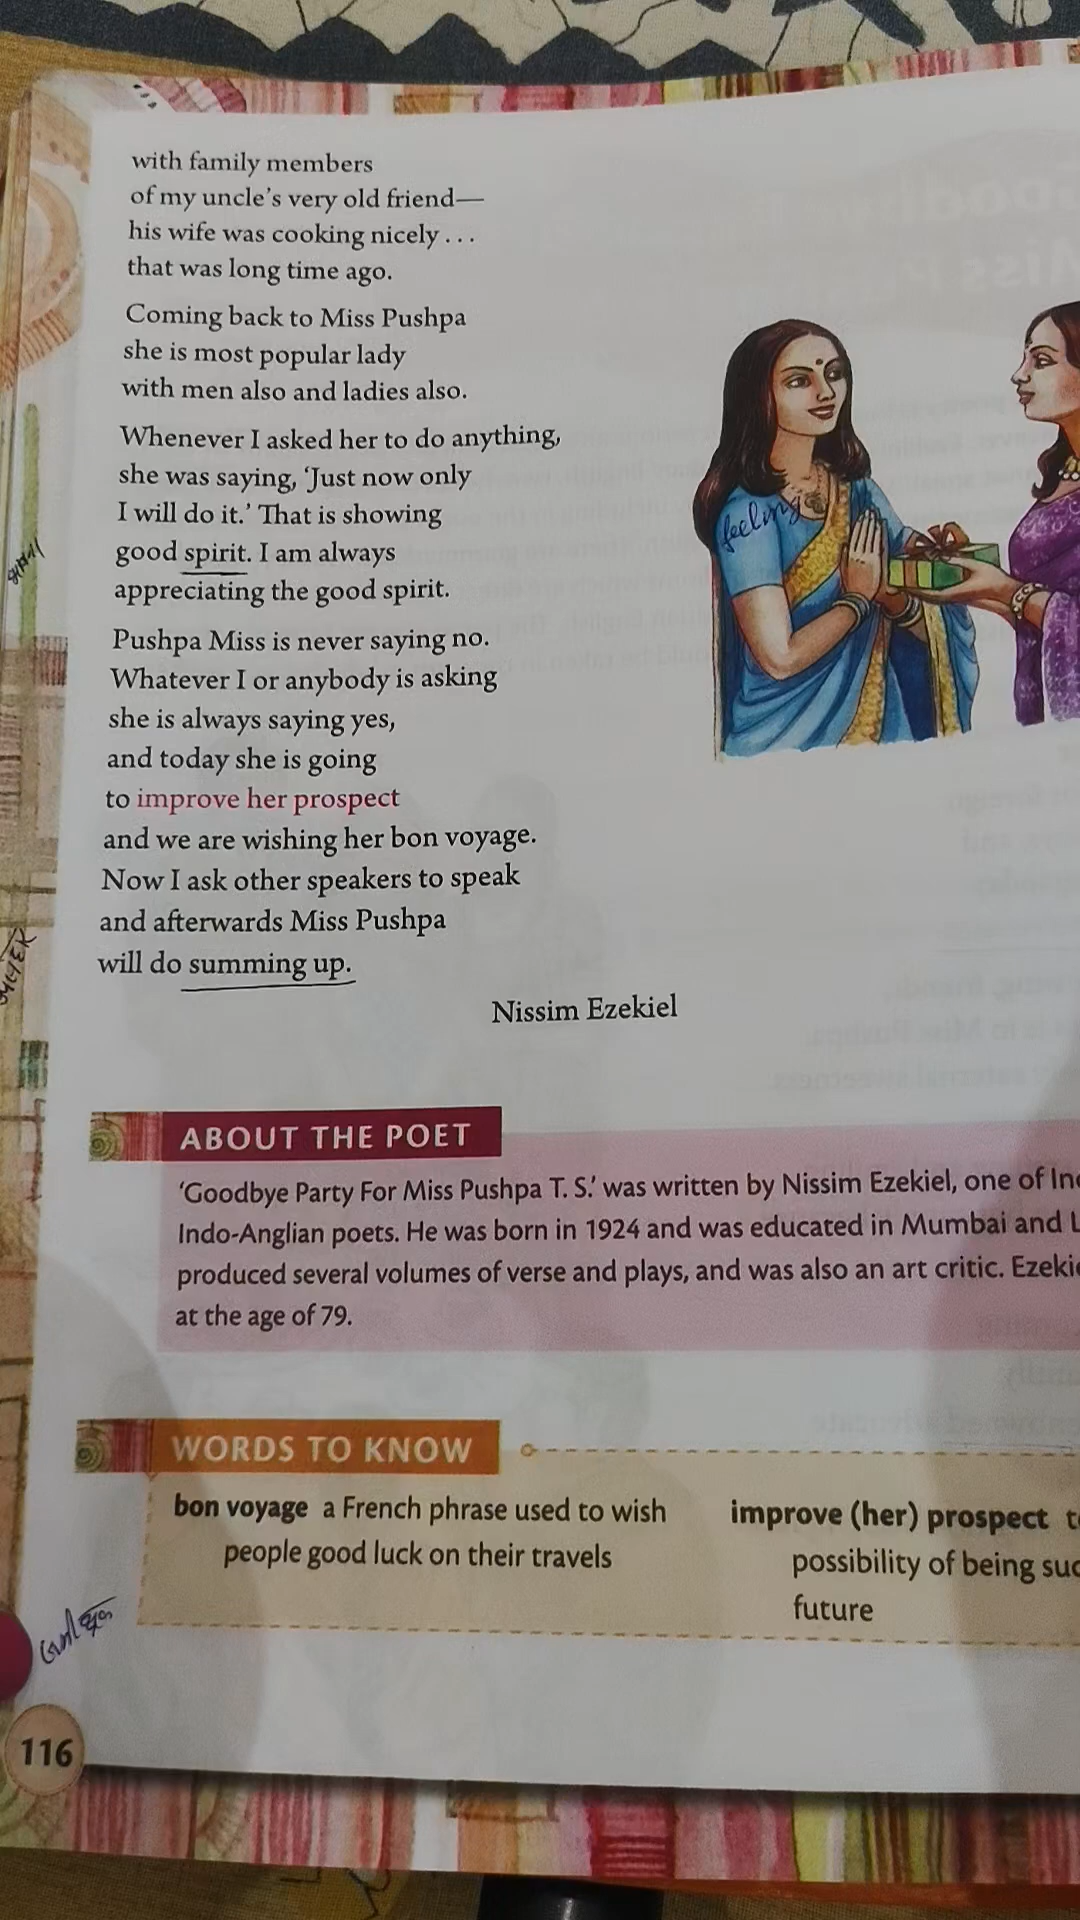 with family members
of my uncle's very old friend—
his wife was cooking nicely . . .
that was long time ago.
Coming back to Miss Pushpa
she is most popular lady
with men also and ladies also.
Whenever I asked her to do anything,
she was saying, 'Just now only
I will do it.' That is showing
good spirit. I am always
appreciating the good spirit.
feeling
Pushpa Miss is never saying no.
Whatever I or anybody is asking
she is always saying yes,
and today she is going
to improve her prospect
and we are wishing her bon voyage.
Now I ask other speakers to speak
and afterwards Miss Pushpa
will do summing up.
Nissim Ezekiel
ABOUT THE POET
'Goodbye Party For Miss Pushpa T. S.' was written by Nissim Ezekiel, one of
Indo-Anglian poets. He was born in 1924 and was educated in Mumbai and
produced several volumes of verse and plays, and was also an art critic.
at the age of 79.
WORDS TO KNOW
bon voyage a French phrase used to wish
people good luck on their travels
improve (her) prospect
possibility of being
future
116